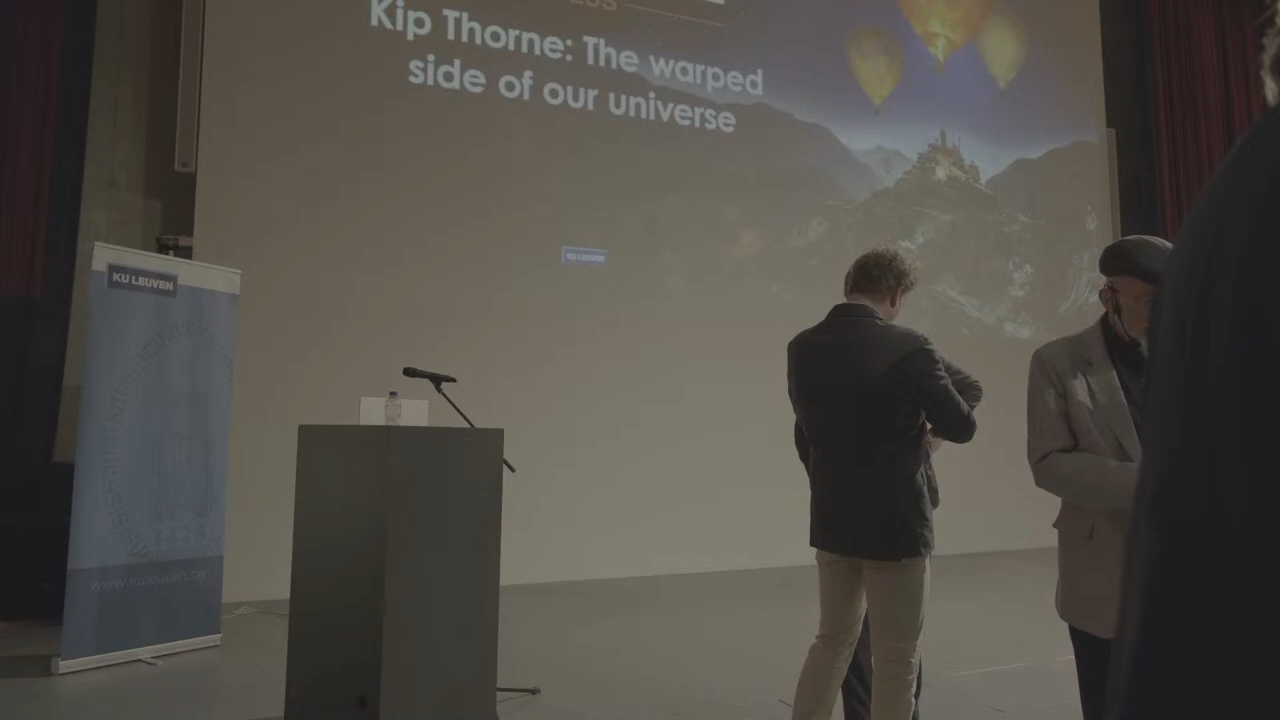 Kip Thorne: The warped
side of our universe
KU LEUVEN
KU LEUVEN
www.kuleuven.be